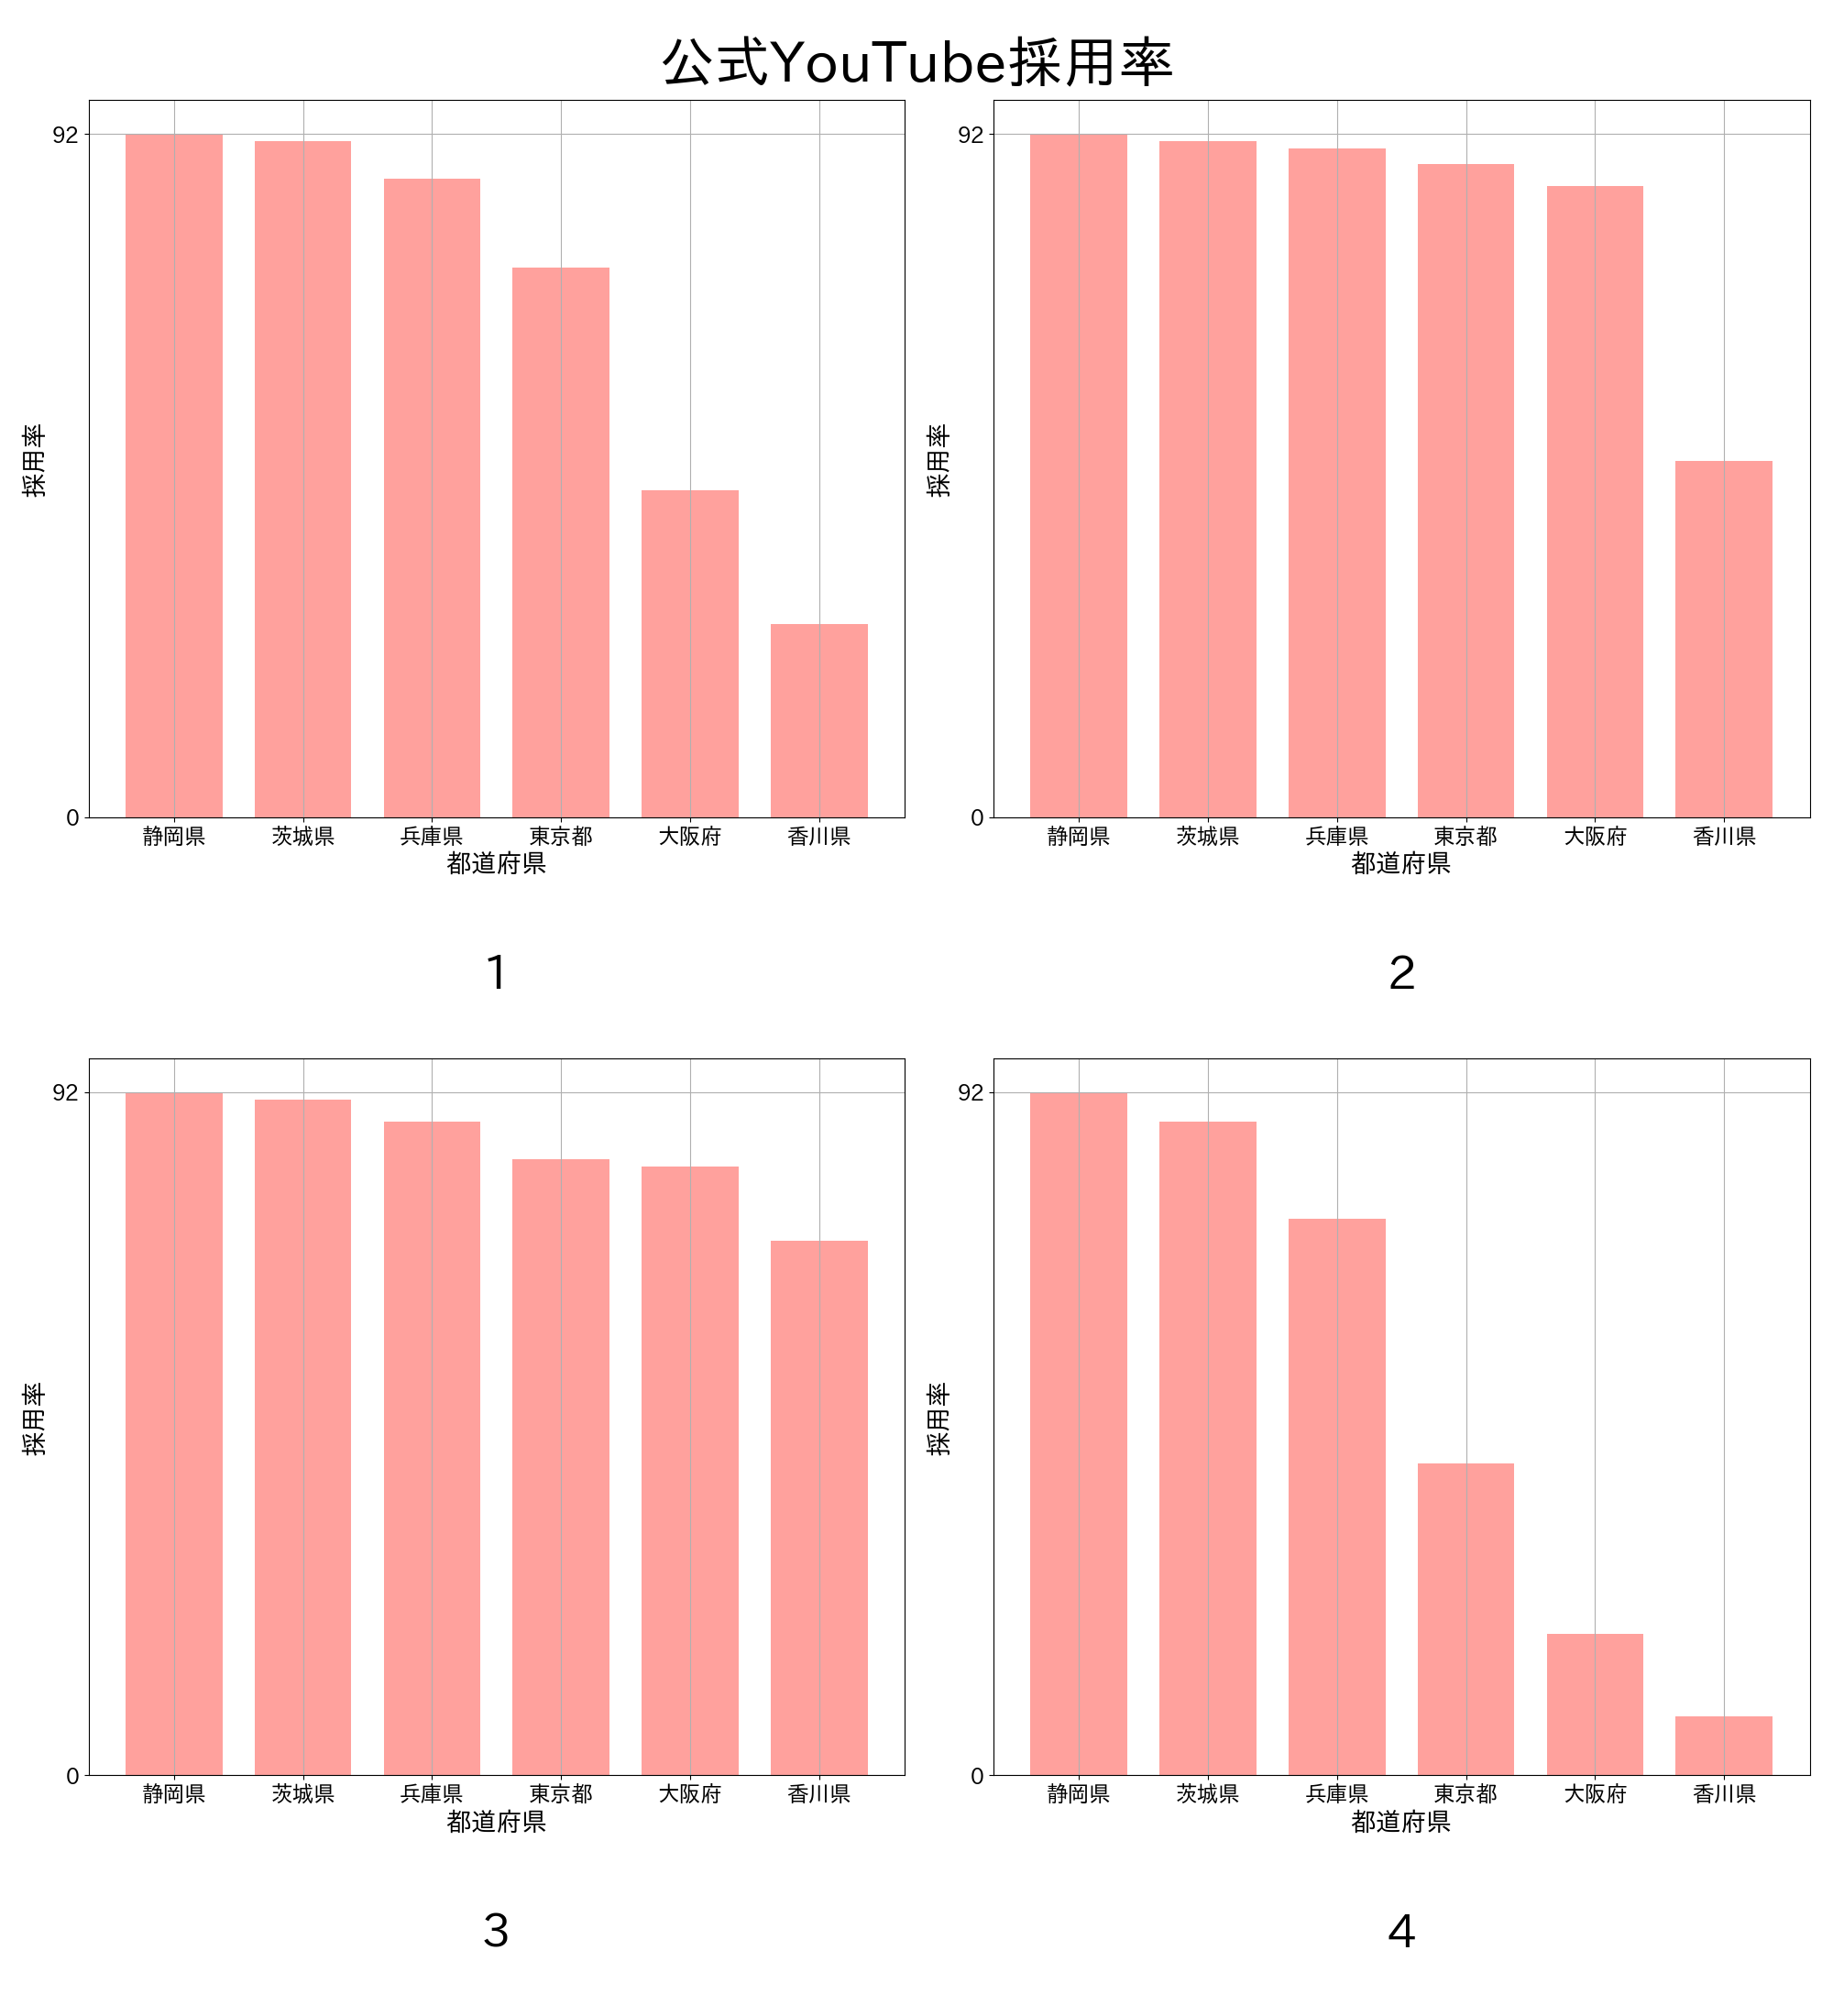 公式YouTube採用率
92
0
採用率
静岡県 茨城県 兵庫県 東京都 大阪府 香川県
都道府県
1
92
0
採用率
静岡県 茨城県 兵庫県 東京都 大阪府 香川県
都道府県
2
92
0
採用率
静岡県 茨城県 兵庫県 東京都 大阪府 香川県
都道府県
3
92
0
採用率
静岡県 茨城県 兵庫県 東京都 大阪府 香川県
都道府県
4